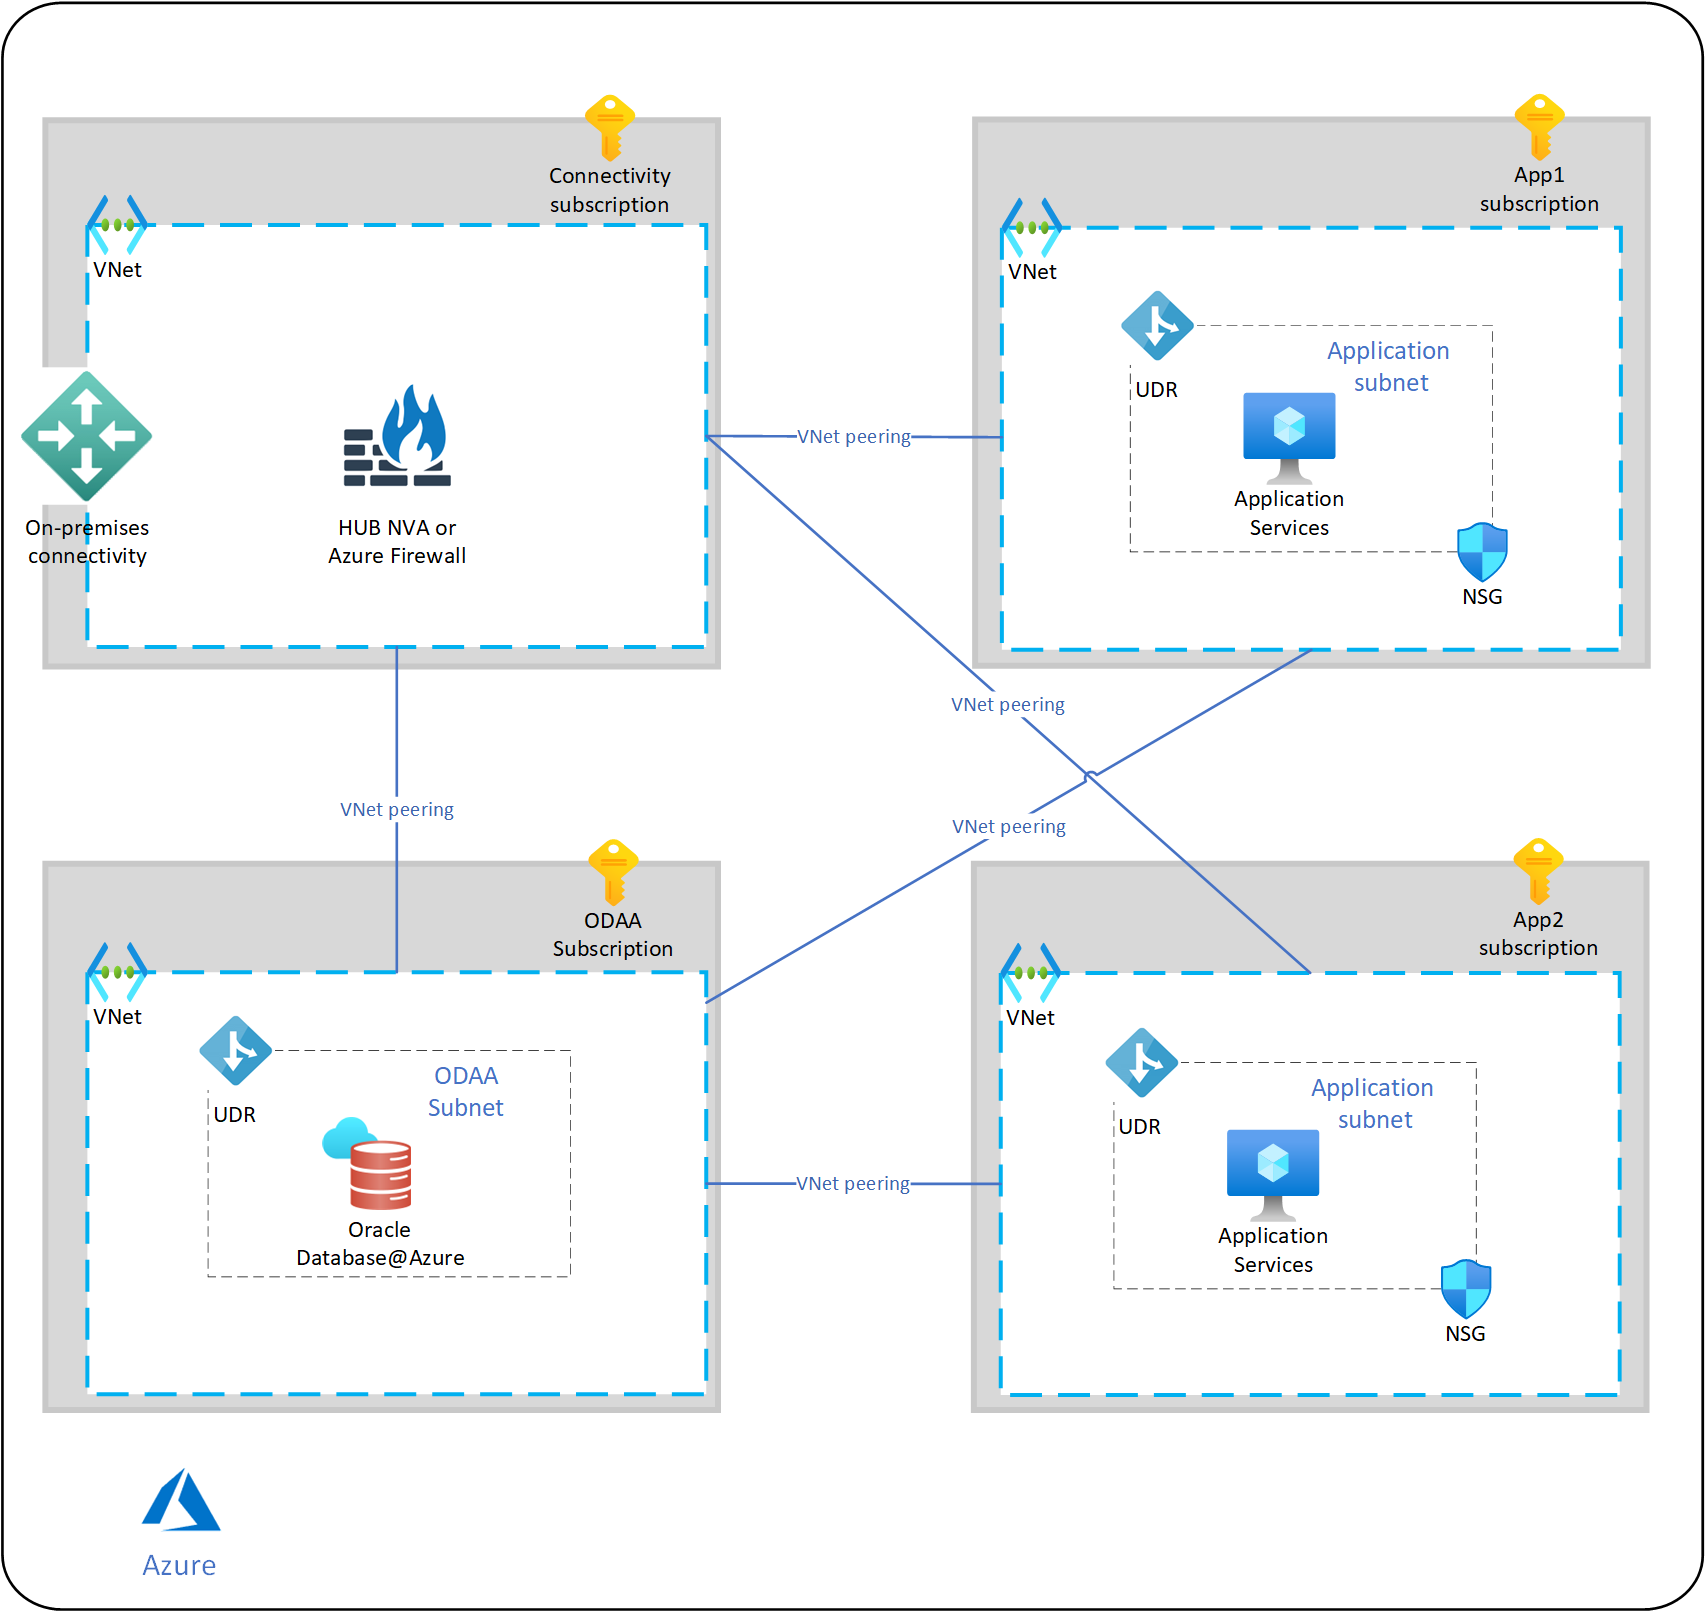 Connectivity
subscription
VNet
On-premises
connectivity
HUB NVA or
Azure Firewall
App1
subscription
VNet
UDR
Application
subnet
Application
Services
NSG
VNet peering
VNet peering
VNet peering
VNet peering
ODAA
Subscription
VNet
UDR
ODAA
Subnet
Oracle
Database@Azure
VNet peering
App2
subscription
VNet
UDR
Application
subnet
Application
Services
NSG
Azure